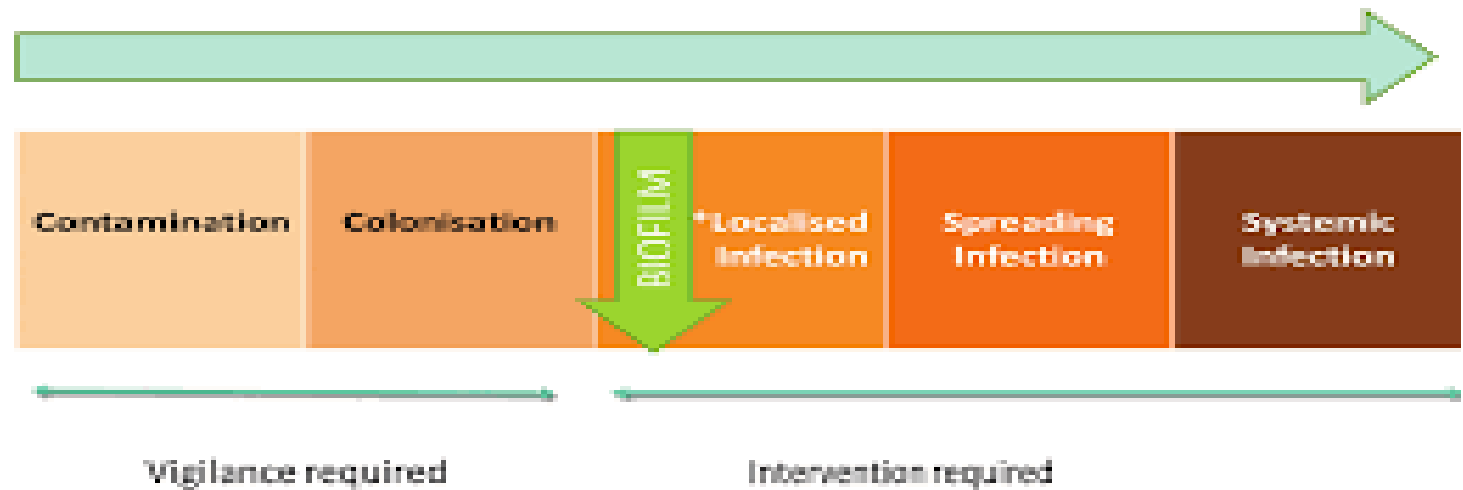 Contamination
Colonisation
BIOFILM
*Localised
Infection
Spreading
Infection
Systemic
Infection
Vigilance required
Intervention required